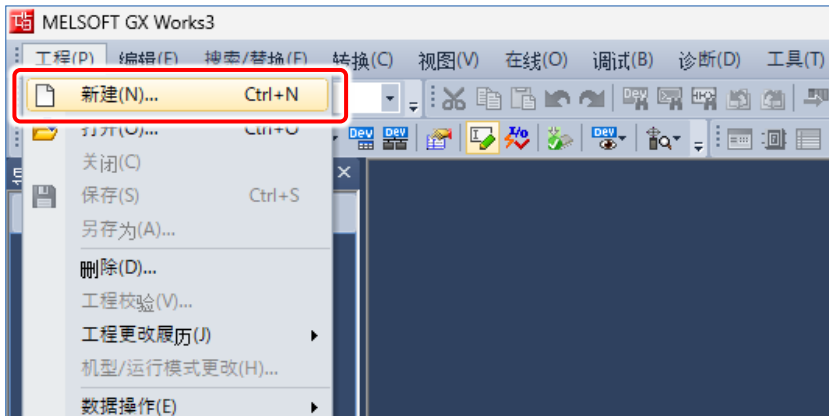 MELSOFT GX Works3
工程(P) 编辑(E) 搜索/替换(F) 转换(C) 视图(V) 在线(O) 调试(B) 诊断(D) 工具(T)
新建(N)... Ctrl+N
打开(O)... Ctrl+O
关闭(C)
保存(S) Ctrl+S
另存为(A)...
删除(D)...
工程校验(V)...
工程更改履历(J)
机型/运行模式更改(H)...
数据操作(E)